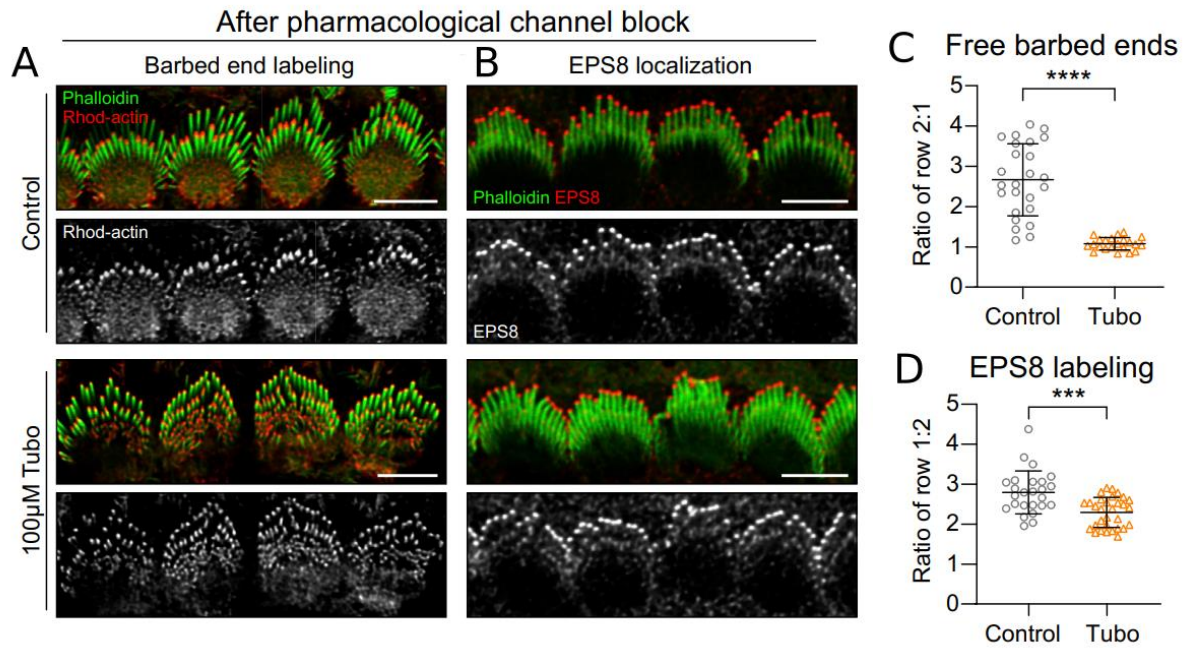 After pharmacological channel block
A
Barbed end labeling
B
EPS8 localization
Control
Phalloidin
Rhod-actin
Rhod-actin
Phalloidin EPS8
EPS8
100µM Tubo
C
Free barbed ends
****
Ratio of row 2:1
5
4
3
2
1
0
Control
Tubo
D
EPS8 labeling
***
Ratio of row 1:2
5
4
3
2
1
0
Control
Tubo